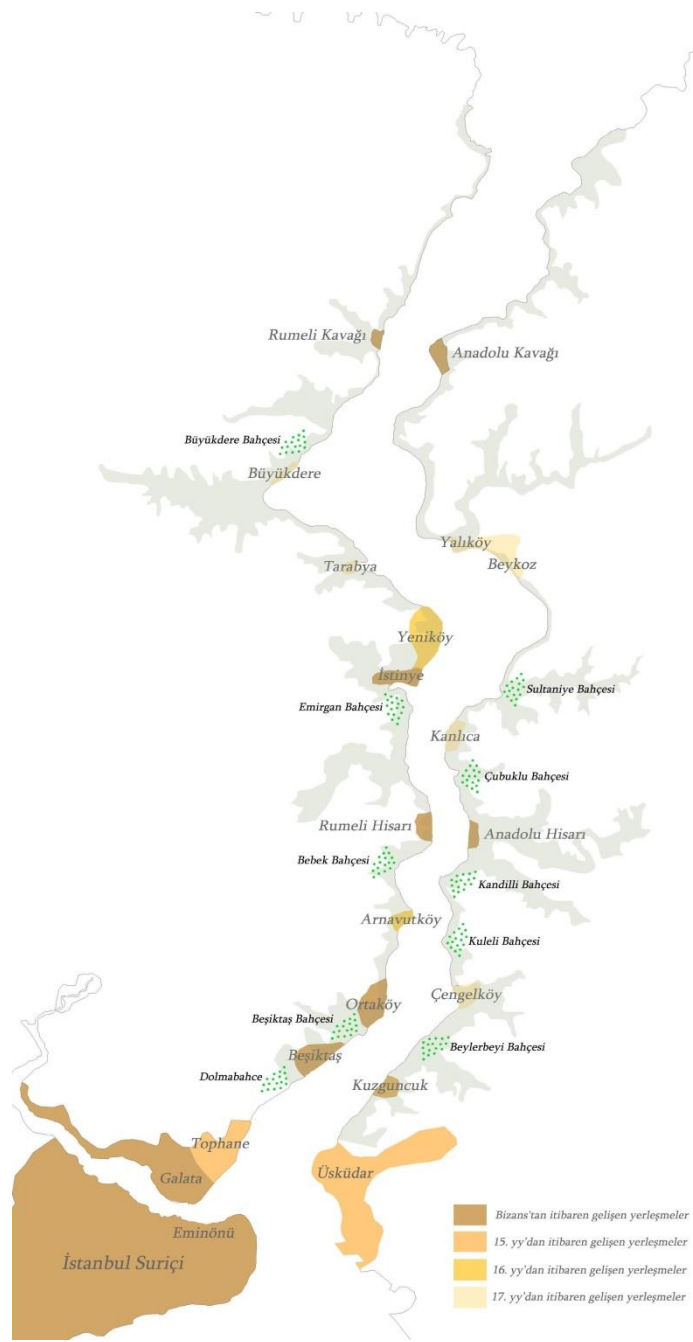 Rumeli Kavağı
Anadolu Kavağı
Büyükdere Bahçesi
Büyükdere
Yalıköy
Beykoz
Tarabya
Yeniköy
İstinye
Sultaniye Bahçesi
Emirgan Bahçesi
Kanlıca
Çubuklu Bahçesi
Rumeli Hisarı
Anadolu Hisarı
Bebek Bahçesi
Kandilli Bahçesi
Arnavutköy
Kuleli Bahçesi
Çengelköy
Ortaköy
Beşiktaş Bahçesi
Beylerbeyi Bahçesi
Beşiktaş
Dolmabahce
Kuzguncuk
Tophane
Galata
Üsküdar
Eminönü
İstanbul Suriçi
Bizans'tan itibaren gelişen yerleşmeler
15. yy'dan itibaren gelişen yerleşmeler
16. yy'dan itibaren gelişen yerleşmeler
17. yy'dan itibaren gelişen yerleşmeler